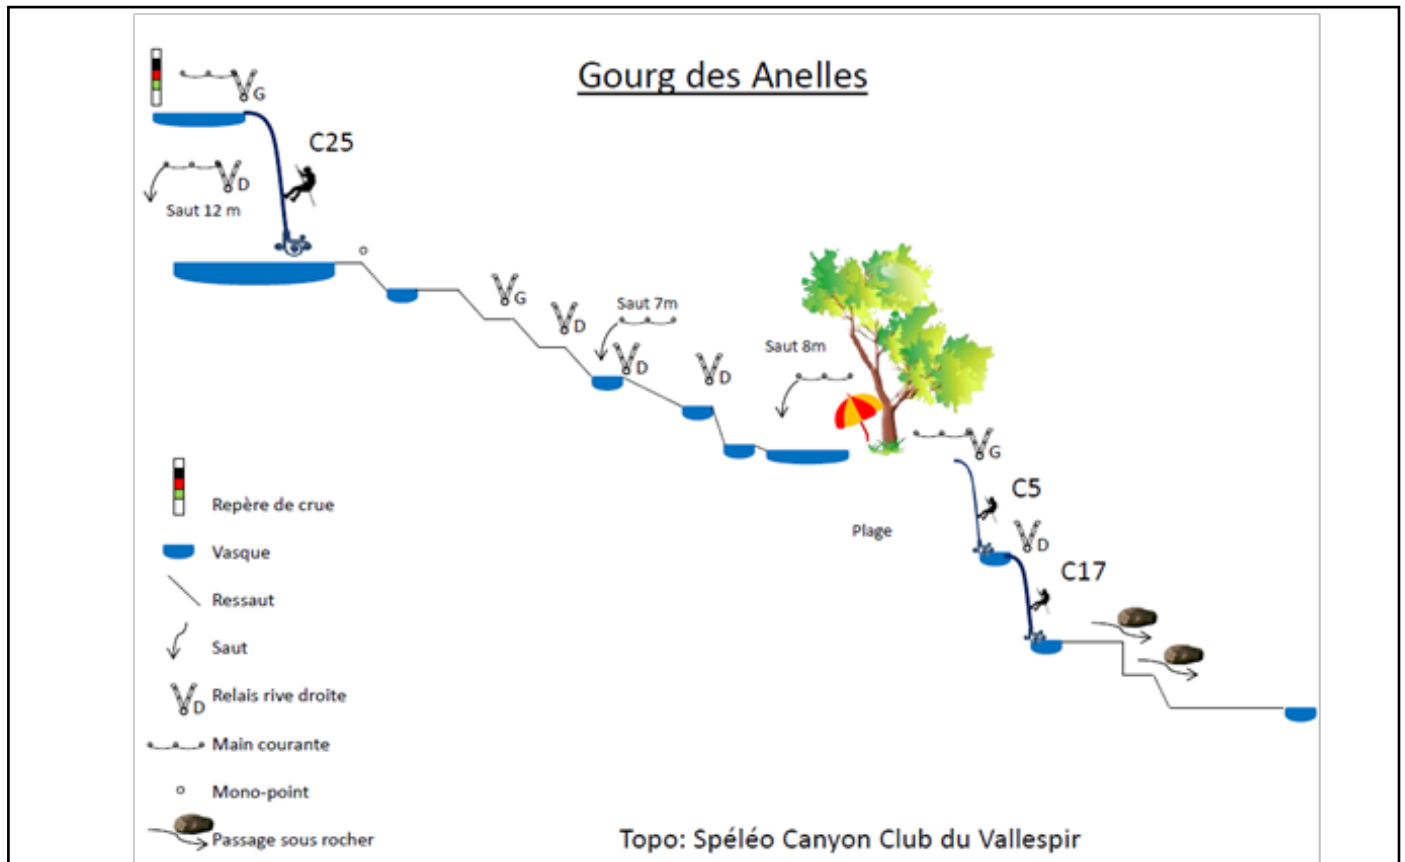 Gourg des Anelles
G
C25
D
Saut 12 m
G
D
Saut 7m
D
D
Saut 8m
G
C5
Plage
D
C17
Repère de crue
Vasque
Ressaut
Saut
D Relais rive droite
Main courante
Mono-point
Passage sous rocher
Topo: Spéléo Canyon Club du Vallespir